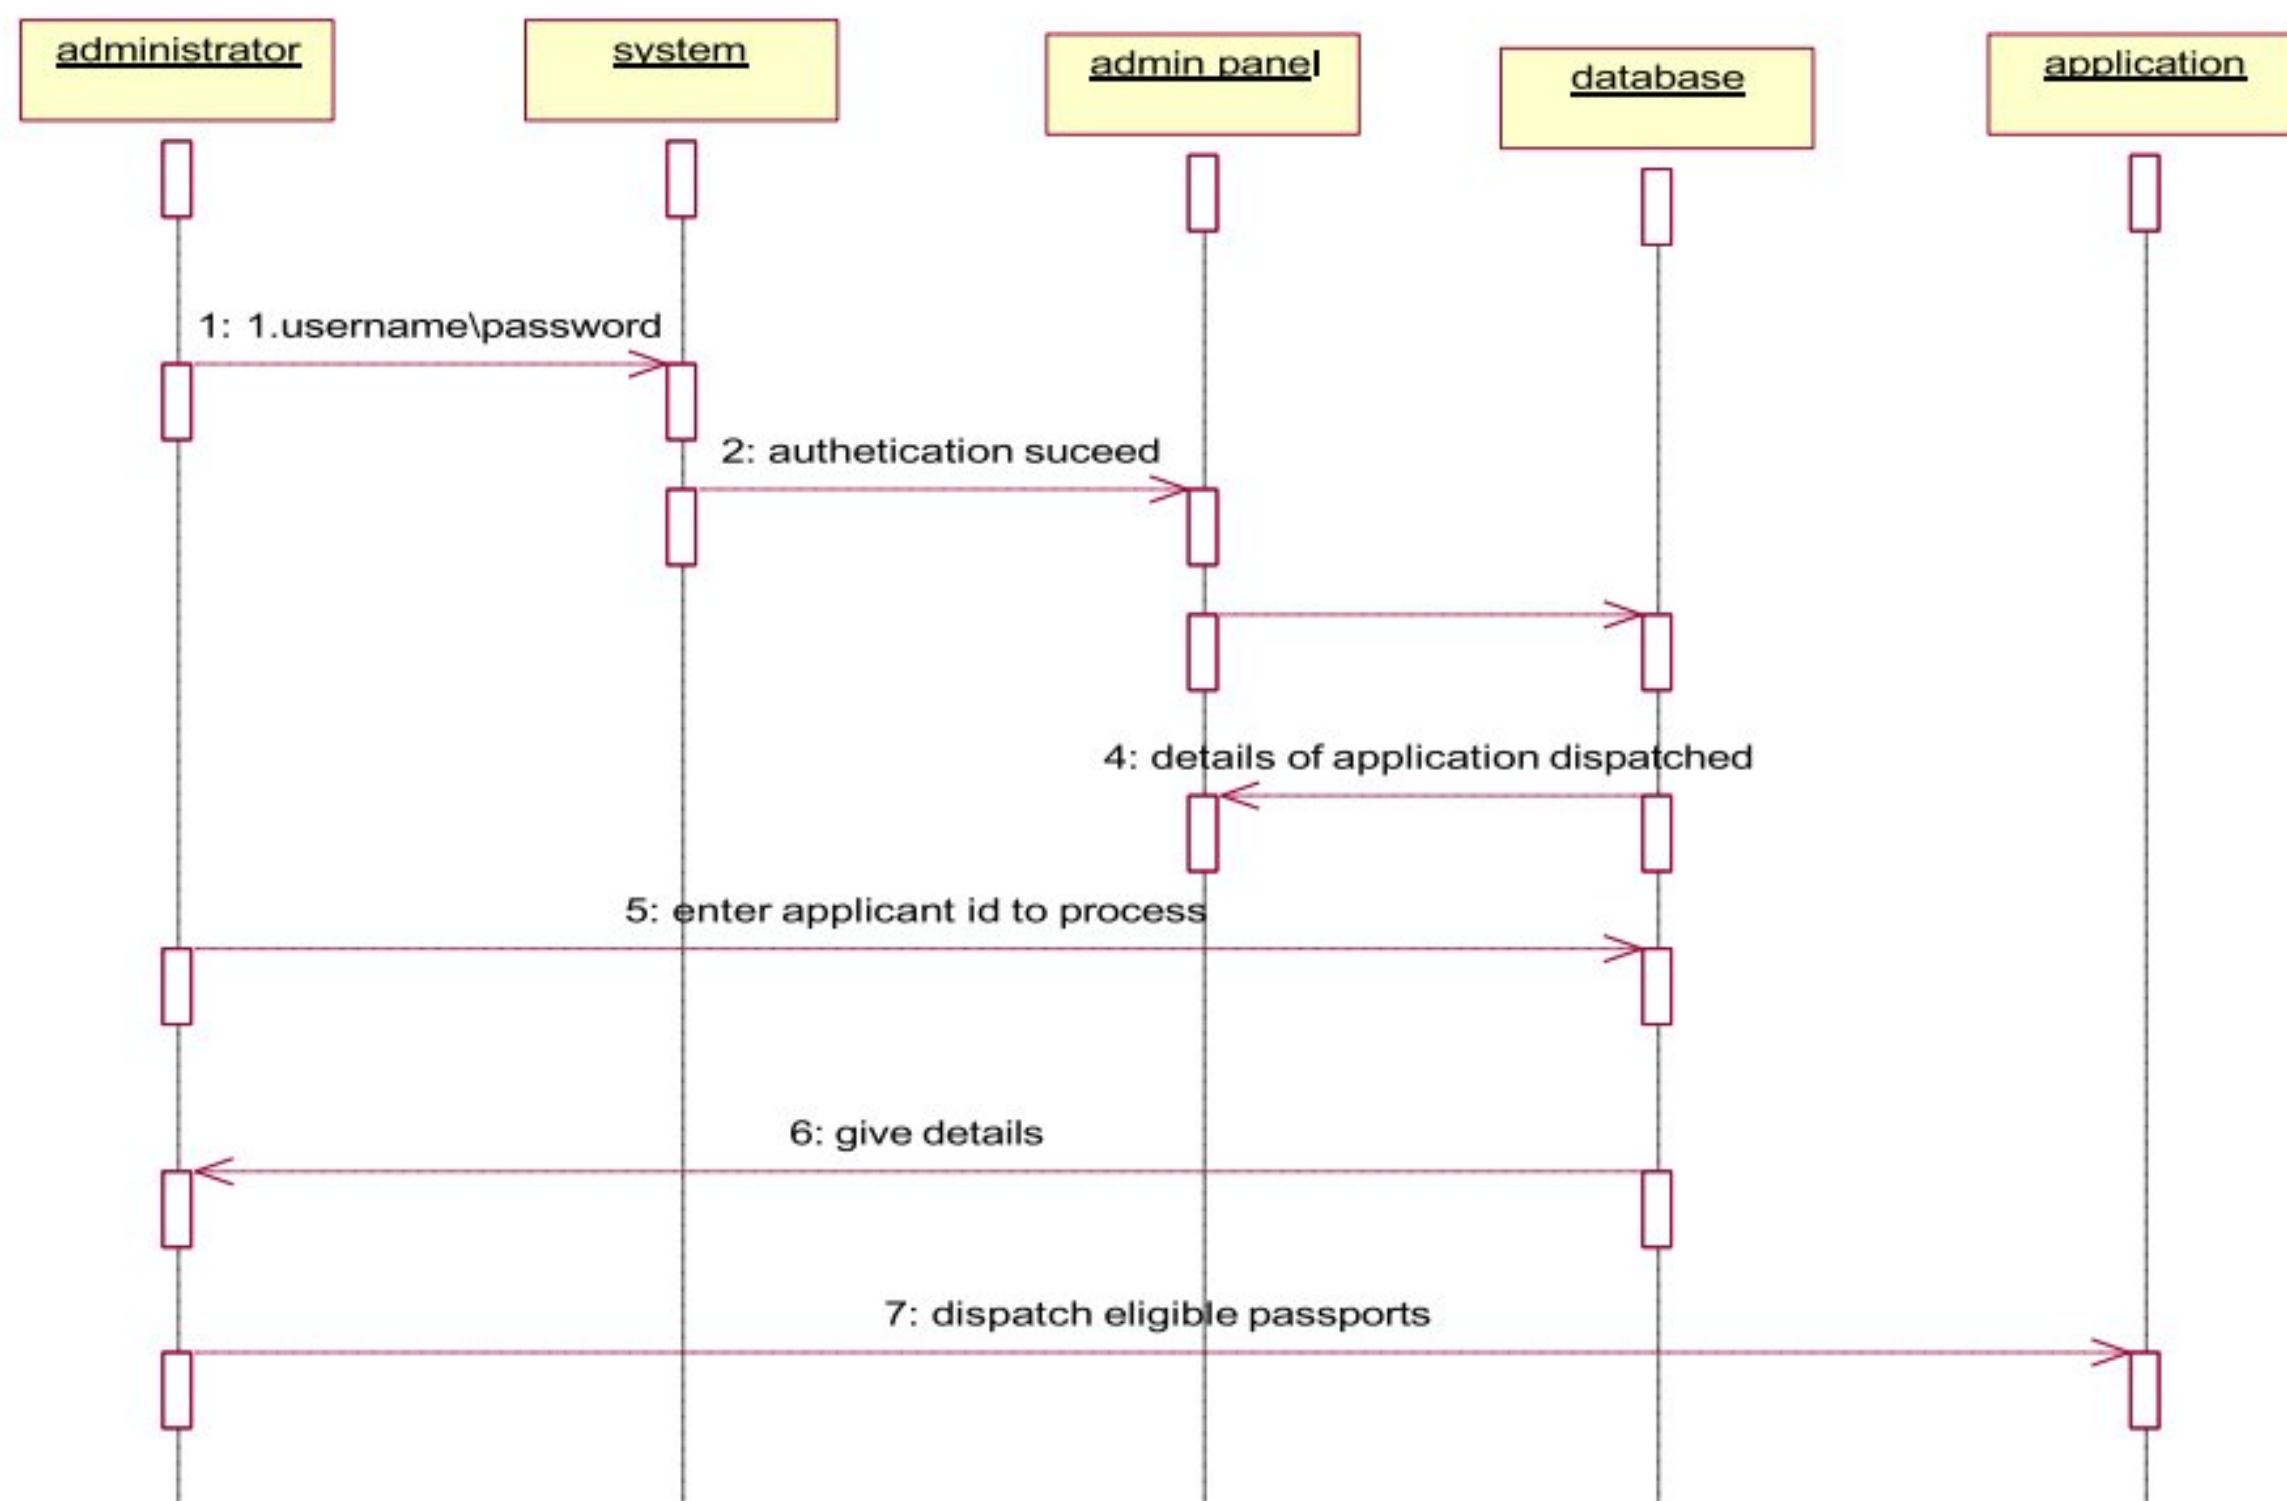 administrator
system
admin panel
database
application
1: 1.username\password
2: authetication suceed
4: details of application dispatched
5: enter applicant id to process
6: give details
7: dispatch eligible passports